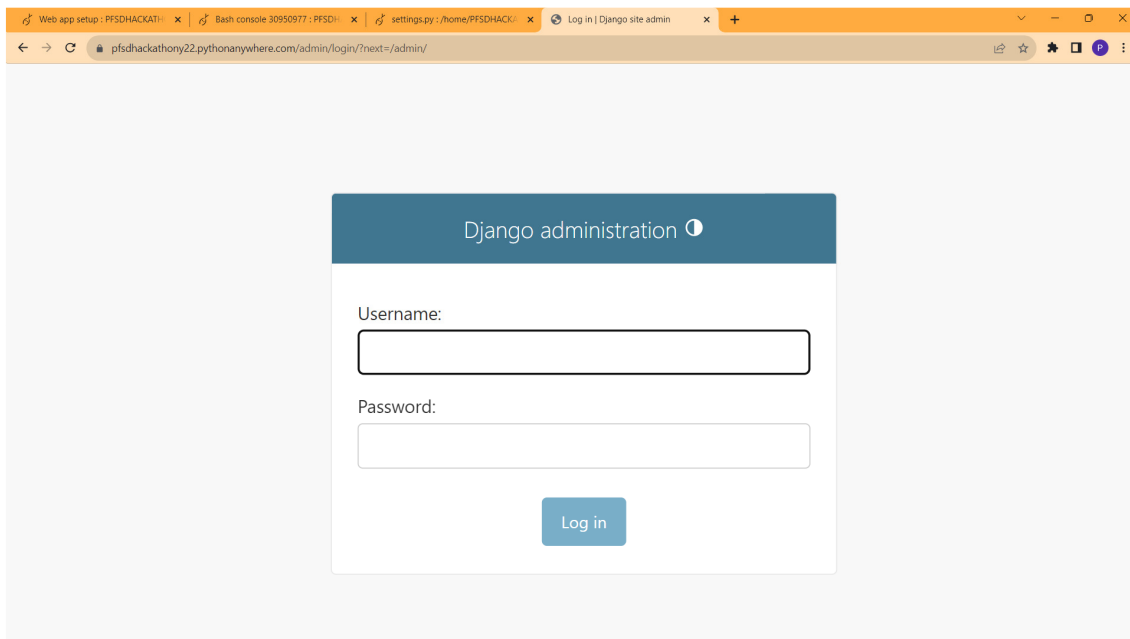 Web app setup : PFSDHACKATH
Bash console 30950977 : PFSDH
settings.py : /home/PFSDHACKA
Log in | Django site admin
pfsdhackathony22.pythonanywhere.com/admin/login/?next=/admin/
P
Django administration
Username:
Password:
Log in